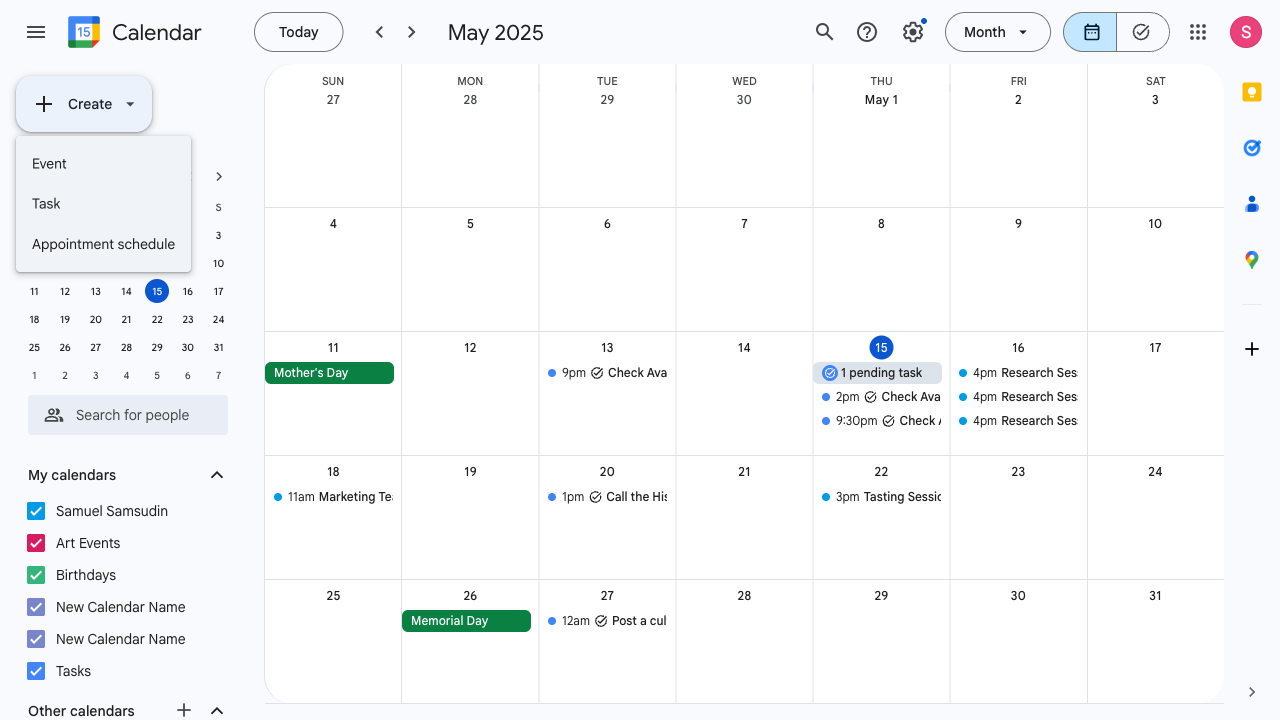 15 Calendar
Today
May 2025
Month
S
Create
Event
Task
Appointment schedule
S
3
10
11 12 13 14 15 16 17
18 19 20 21 22 23 24
25 26 27 28 29 30 31
1 2 3 4 5 6 7
Search for people
My calendars
Samuel Samsudin
Art Events
Birthdays
New Calendar Name
New Calendar Name
Tasks
Other calendars
SUN MON TUE WED THU FRI SAT
27 28 29 30 May 1 2 3
4 5 6 7 8 9 10
11 12 13 14 15 16 17
Mother's Day
9pm Check Ava
1 pending task
2pm Check Ava
9:30pm Check
4pm Research Ses
4pm Research Ses
4pm Research Ses
18 19 20 21 22 23 24
11am Marketing Te
1pm Call the His
3pm Tasting Sessio
25 26 27 28 29 30 31
Memorial Day
12am Post a cul